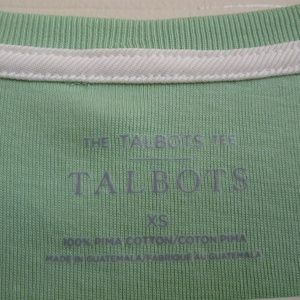 THE TALBOTS TEE
TALBOTS
XS
100% PIMA COTTON/COTON PIMA
MADE IN GUATEMALA/FABRIQUÉ AU GUATEMALA